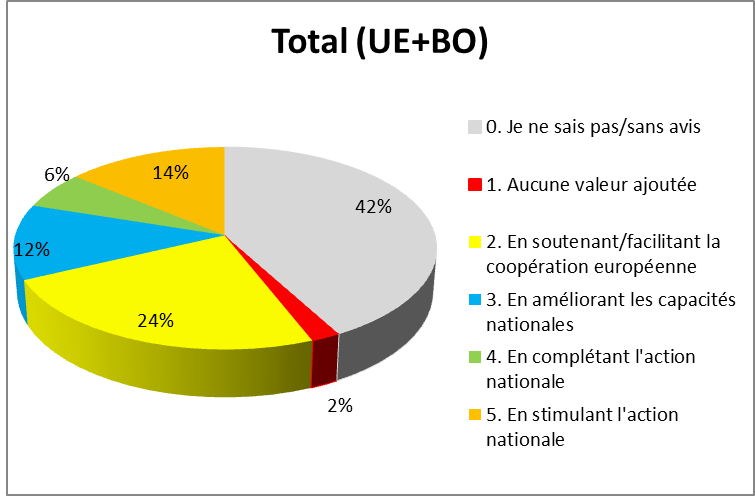 Total (UE+BO)
0. Je ne sais pas/sans avis
1. Aucune valeur ajoutée
2. En soutenant/facilitant la
coopération européenne
3. En améliorant les capacités
nationales
4. En complétant l'action
nationale
5. En stimulant l'action
nationale
42%
2%
24%
12%
6%
14%